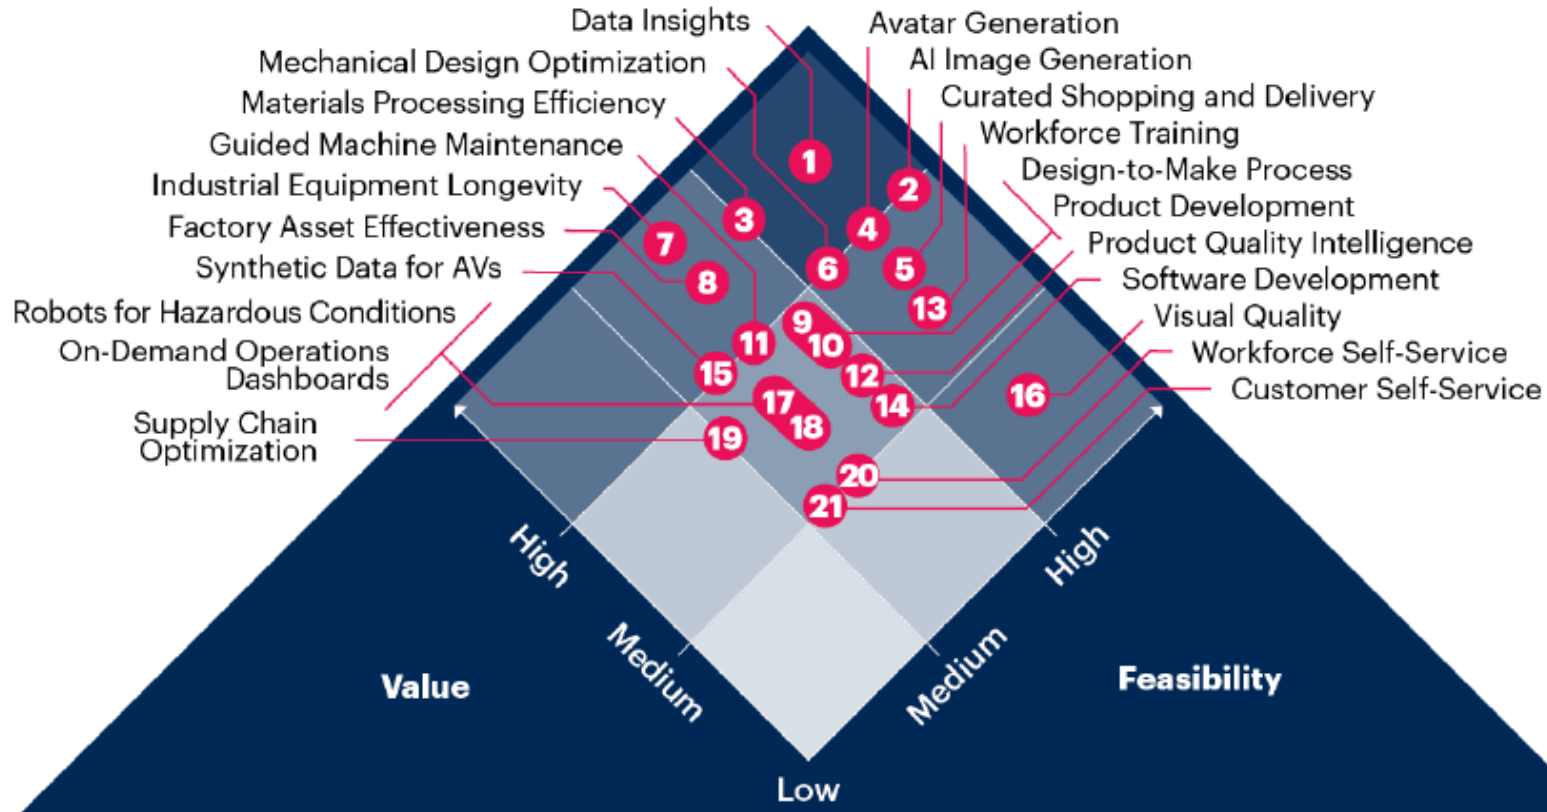 Data Insights
Mechanical Design Optimization
Materials Processing Efficiency
Guided Machine Maintenance
Industrial Equipment Longevity
Factory Asset Effectiveness
Synthetic Data for AVs
Robots for Hazardous Conditions
On-Demand Operations
Dashboards
Supply Chain
Optimization
Avatar Generation
AI Image Generation
Curated Shopping and Delivery
Workforce Training
Design-to-Make Process
Product Development
Product Quality Intelligence
Software Development
Visual Quality
Workforce Self-Service
Customer Self-Service
1
2
3
4
5
6
7
8
9
10
11
12
13
14
15
16
17
18
19
20
21
High
Medium
Value
Low
High
Medium
Feasibility